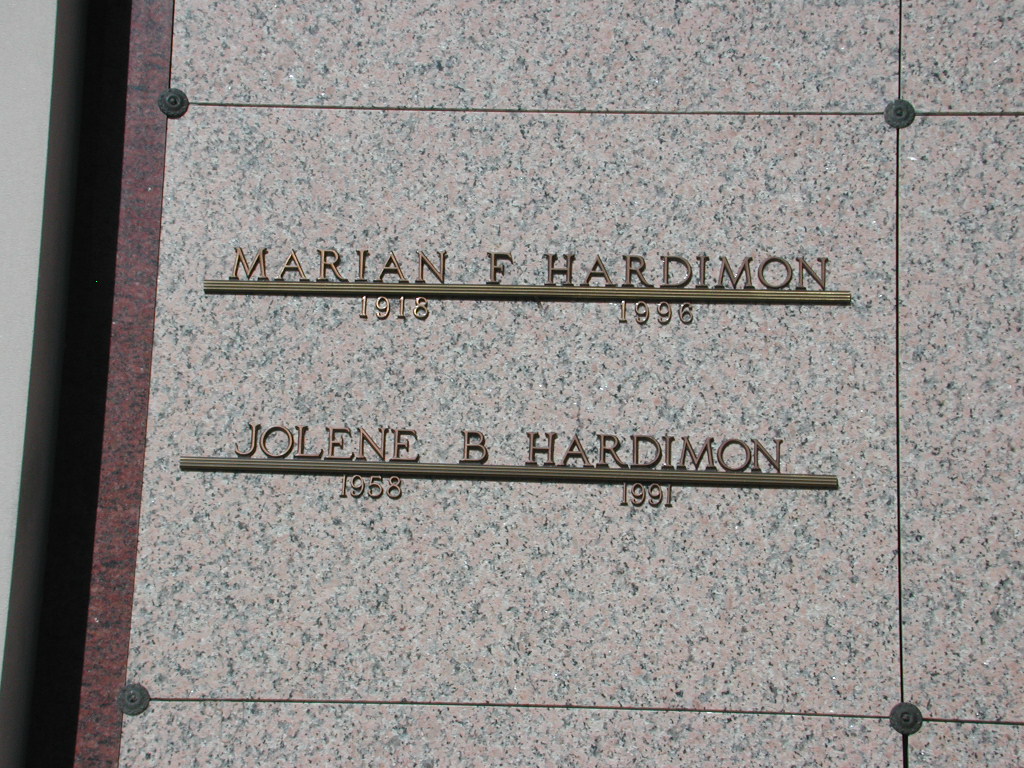 MARIAN F HARDIMON
1918 1996
JOLENE B HARDIMON
1958 1991